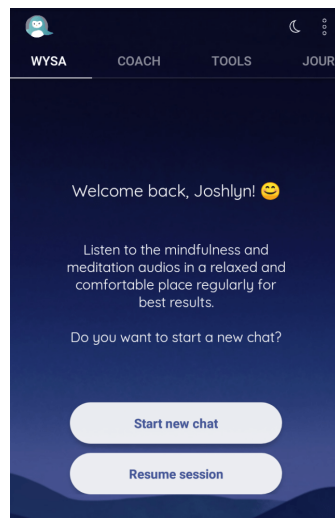 WYSA COACH TOOLS JOUR
Welcome back, Joshlyn! 😊
Listen to the mindfulness and
meditation audios in a relaxed and
comfortable place regularly for
best results.
Do you want to start a new chat?
Start new chat
Resume session